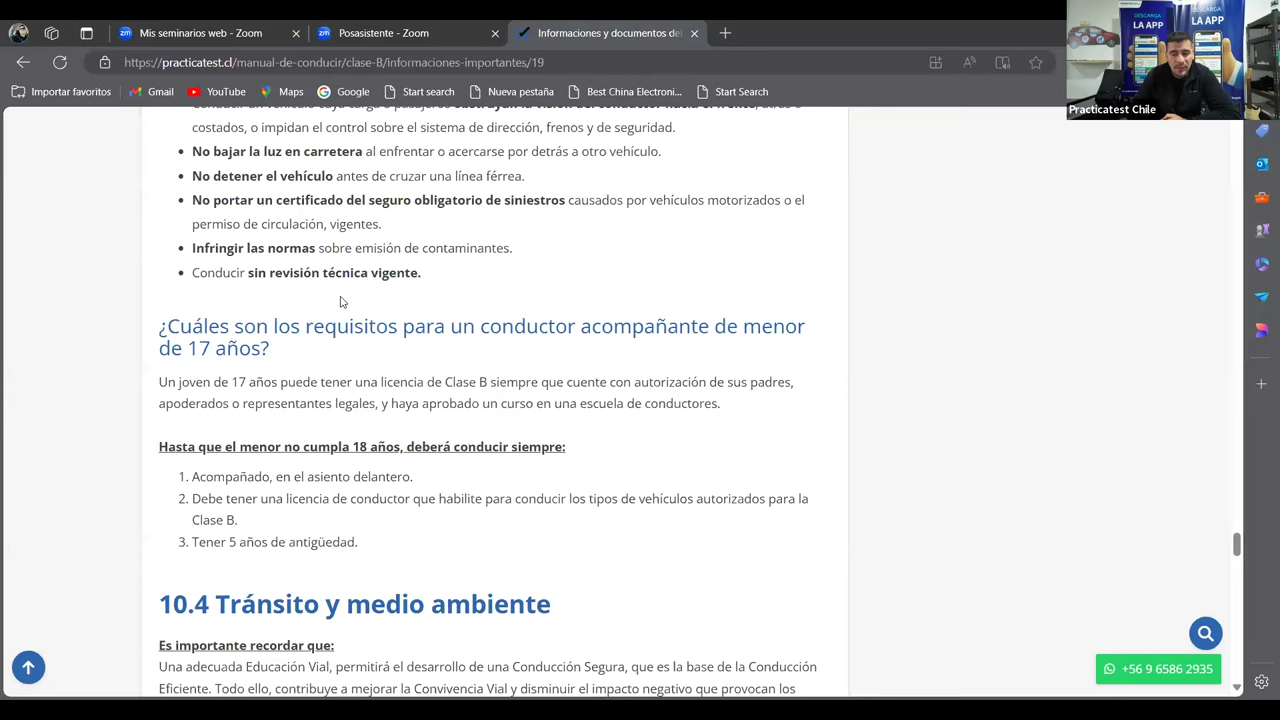 Mis seminarios web - Zoom
Posasistente - Zoom
Informaciones y documentos del
https://practicatest.cl/manual-de-conducir/clase-B/informaciones-importantes/19
Importar favoritos
Gmail
YouTube
Maps
Google
Start search
Nueva pestaña
Best China Electroni...
Start Search
DESCARGA
LA APP
DESCARGA
LA APP
Practicatest Chile
costados, o impidan el control sobre el sistema de dirección, frenos y de seguridad.
• No bajar la luz en carretera al enfrentar o acercarse por detrás a otro vehículo.
• No detener el vehículo antes de cruzar una línea férrea.
• No portar un certificado del seguro obligatorio de siniestros causados por vehículos motorizados o el
permiso de circulación, vigentes.
• Infringir las normas sobre emisión de contaminantes.
• Conducir sin revisión técnica vigente.
¿Cuáles son los requisitos para un conductor acompañante de menor
de 17 años?
Un joven de 17 años puede tener una licencia de Clase B siempre que cuente con autorización de sus padres,
apoderados o representantes legales, y haya aprobado un curso en una escuela de conductores.
Hasta que el menor no cumpla 18 años, deberá conducir siempre:
1. Acompañado, en el asiento delantero.
2. Debe tener una licencia de conductor que habilite para conducir los tipos de vehículos autorizados para la
Clase B.
3. Tener 5 años de antigüedad.
10.4 Tránsito y medio ambiente
Es importante recordar que:
Una adecuada Educación Vial, permitirá el desarrollo de una Conducción Segura, que es la base de la Conducción
Eficiente. Todo ello, contribuye a mejorar la Convivencia Vial y disminuir el impacto negativo que provocan los
+56 9 6586 2935